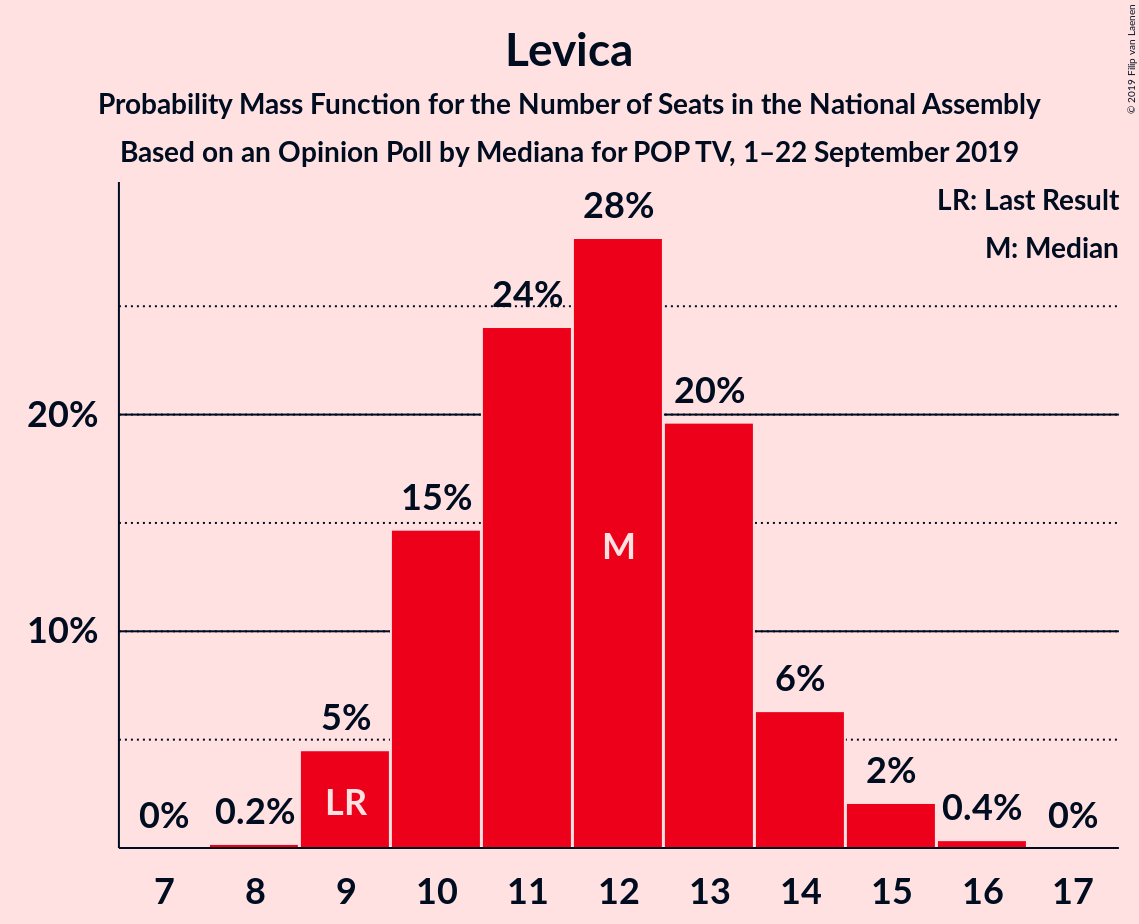 © 2019 Filip van Laenen
Levica
Probability Mass Function for the Number of Seats in the National Assembly
Based on an Opinion Poll by Mediana for POP TV, 1–22 September 2019
LR: Last Result
M: Median
28%
24%
20%
20%
15%
M
10%
6%
5%
2%
LR
0%
0.2%
0.4%
0%
7 8 9 10 11 12 13 14 15 16 17